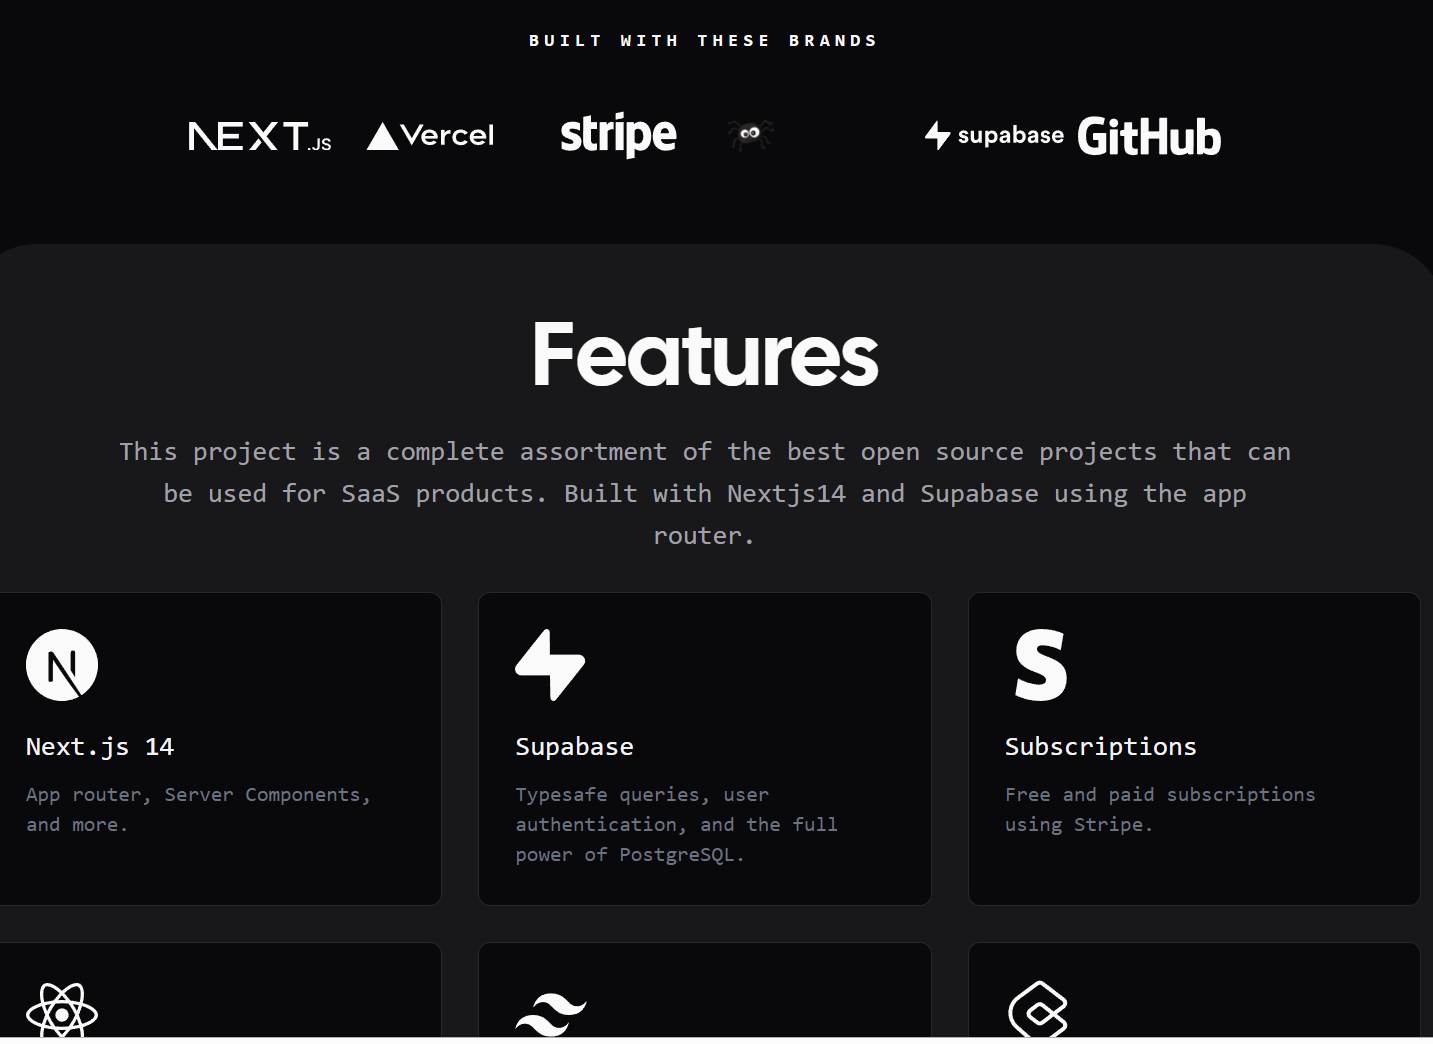 BUILT WITH THESE BRANDS
NEXT.JS Vercel stripe supabase GitHub
Features
This project is a complete assortment of the best open source projects that can
be used for SaaS products. Built with Nextjs14 and Supabase using the app
router.
Next.js 14
App router, Server Components,
and more.
Supabase
Typesafe queries, user
authentication, and the full
power of PostgreSQL.
Subscriptions
Free and paid subscriptions
using Stripe.